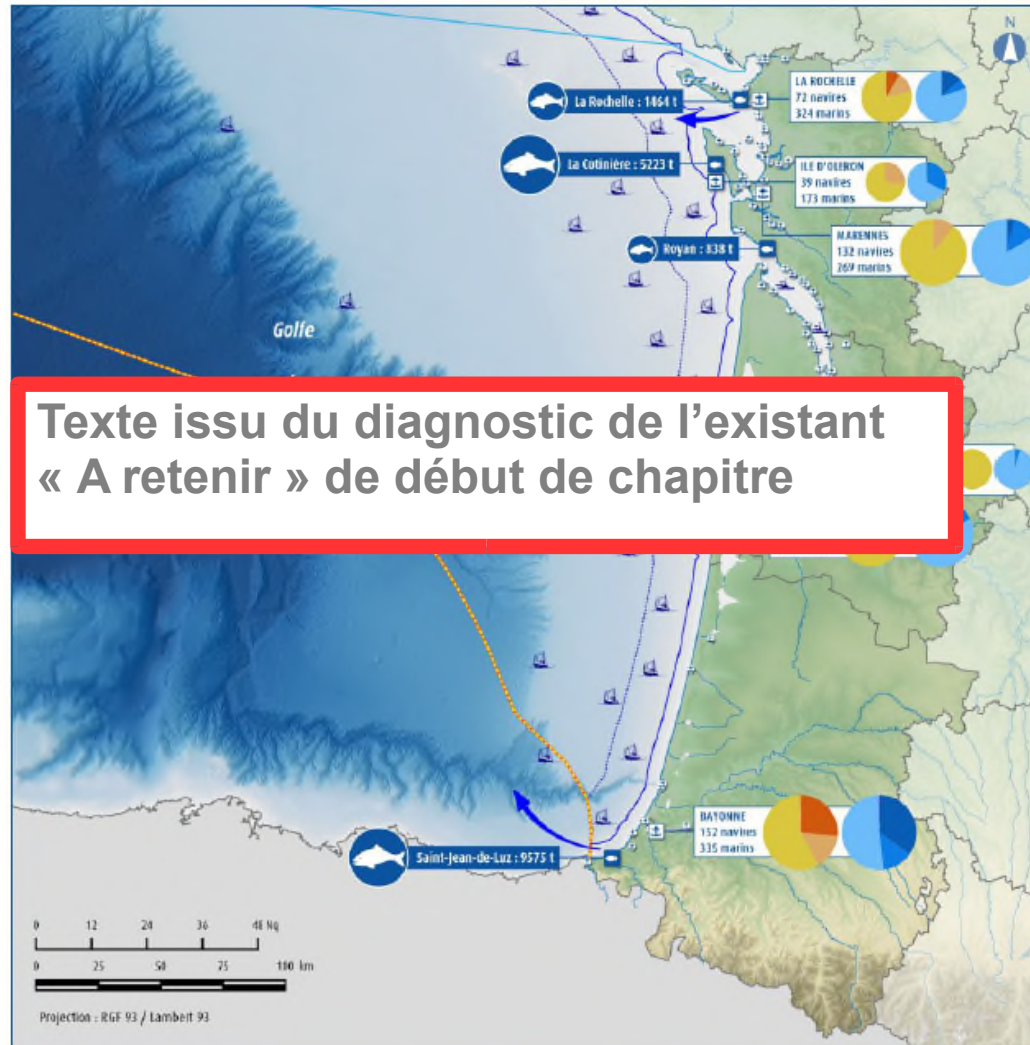 N
La Rochelle : 1464 t
LA ROCHELLE
72 navires
324 marins
La Cotinière : 5223 t
ILE D'OLERON
39 navires
173 marins
MARENNES
132 navires
269 marins
Royan : 838 t
Golfe
Texte issu du diagnostic de l’existant
« A retenir » de début de chapitre
BAYONNE
152 navires
335 marins
Saint-Jean-de-Luz : 9575 t
0 12 24 36 48 Nq
0 25 50 75 100 km
Projection : RGF 93 / Lambert 93